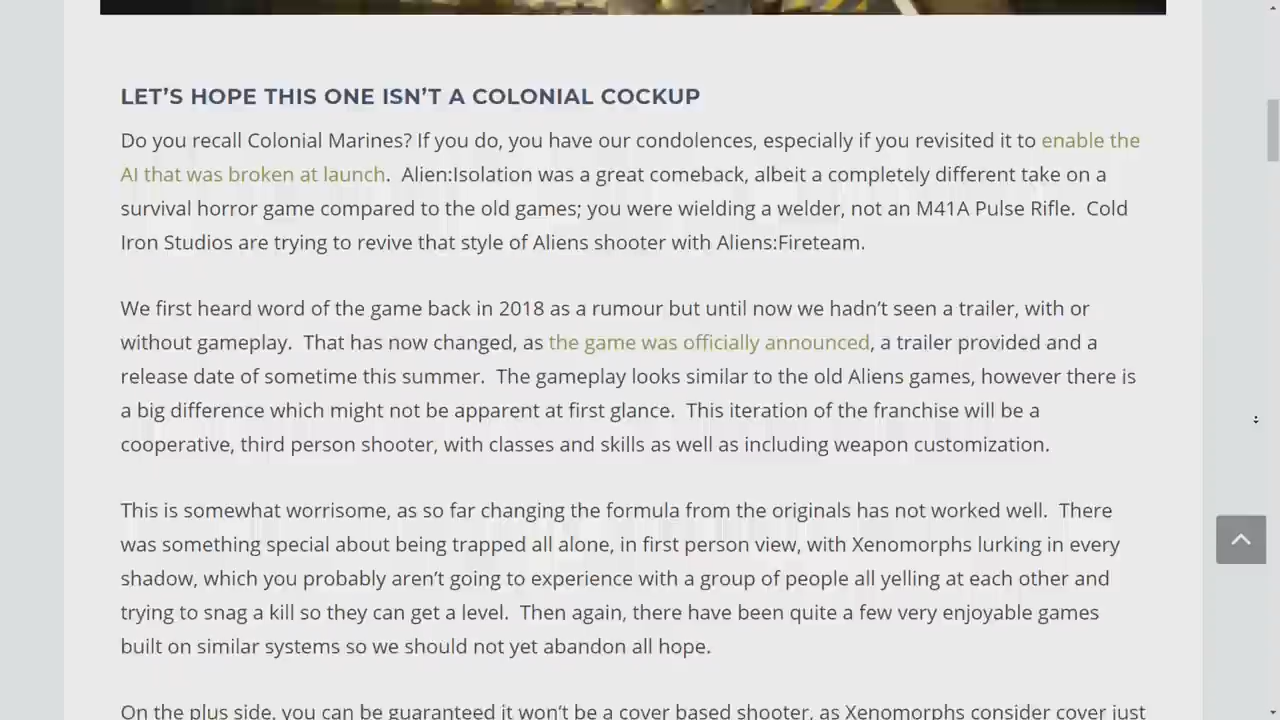 LET’S HOPE THIS ONE ISN’T A COLONIAL COCKUP
Do you recall Colonial Marines? If you do, you have our condolences, especially if you revisited it to enable the
AI that was broken at launch.  Alien:Isolation was a great comeback, albeit a completely different take on a
survival horror game compared to the old games; you were wielding a welder, not an M41A Pulse Rifle.  Cold
Iron Studios are trying to revive that style of Aliens shooter with Aliens:Fireteam.
We first heard word of the game back in 2018 as a rumour but until now we hadn’t seen a trailer, with or
without gameplay.  That has now changed, as the game was officially announced, a trailer provided and a
release date of sometime this summer.  The gameplay looks similar to the old Aliens games, however there is
a big difference which might not be apparent at first glance.  This iteration of the franchise will be a
cooperative, third person shooter, with classes and skills as well as including weapon customization.
This is somewhat worrisome, as so far changing the formula from the originals has not worked well.  There
was something special about being trapped all alone, in first person view, with Xenomorphs lurking in every
shadow, which you probably aren’t going to experience with a group of people all yelling at each other and
trying to snag a kill so they can get a level.  Then again, there have been quite a few very enjoyable games
built on similar systems so we should not yet abandon all hope.
On the plus side, you can be guaranteed it won’t be a cover based shooter, as Xenomorphs consider cover just